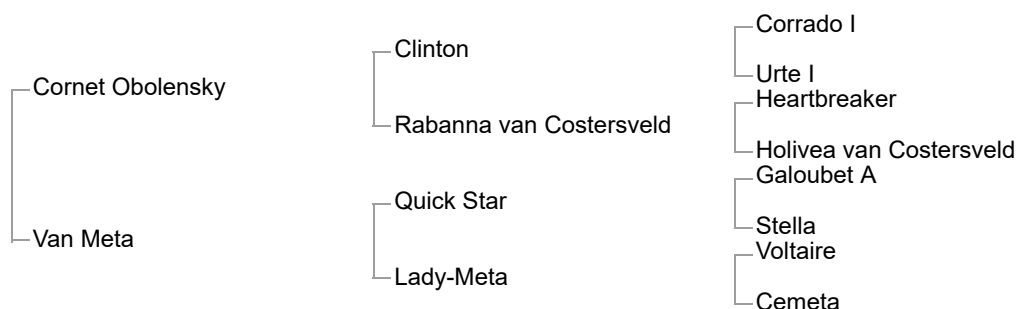 Corrado I
Clinton
Urte I
Cornet Obolensky
Heartbreaker
Rabanna van Costersveld
Holivea van Costersveld
Galoubet A
Quick Star
Stella
Van Meta
Voltaire
Lady-Meta
Cemeta